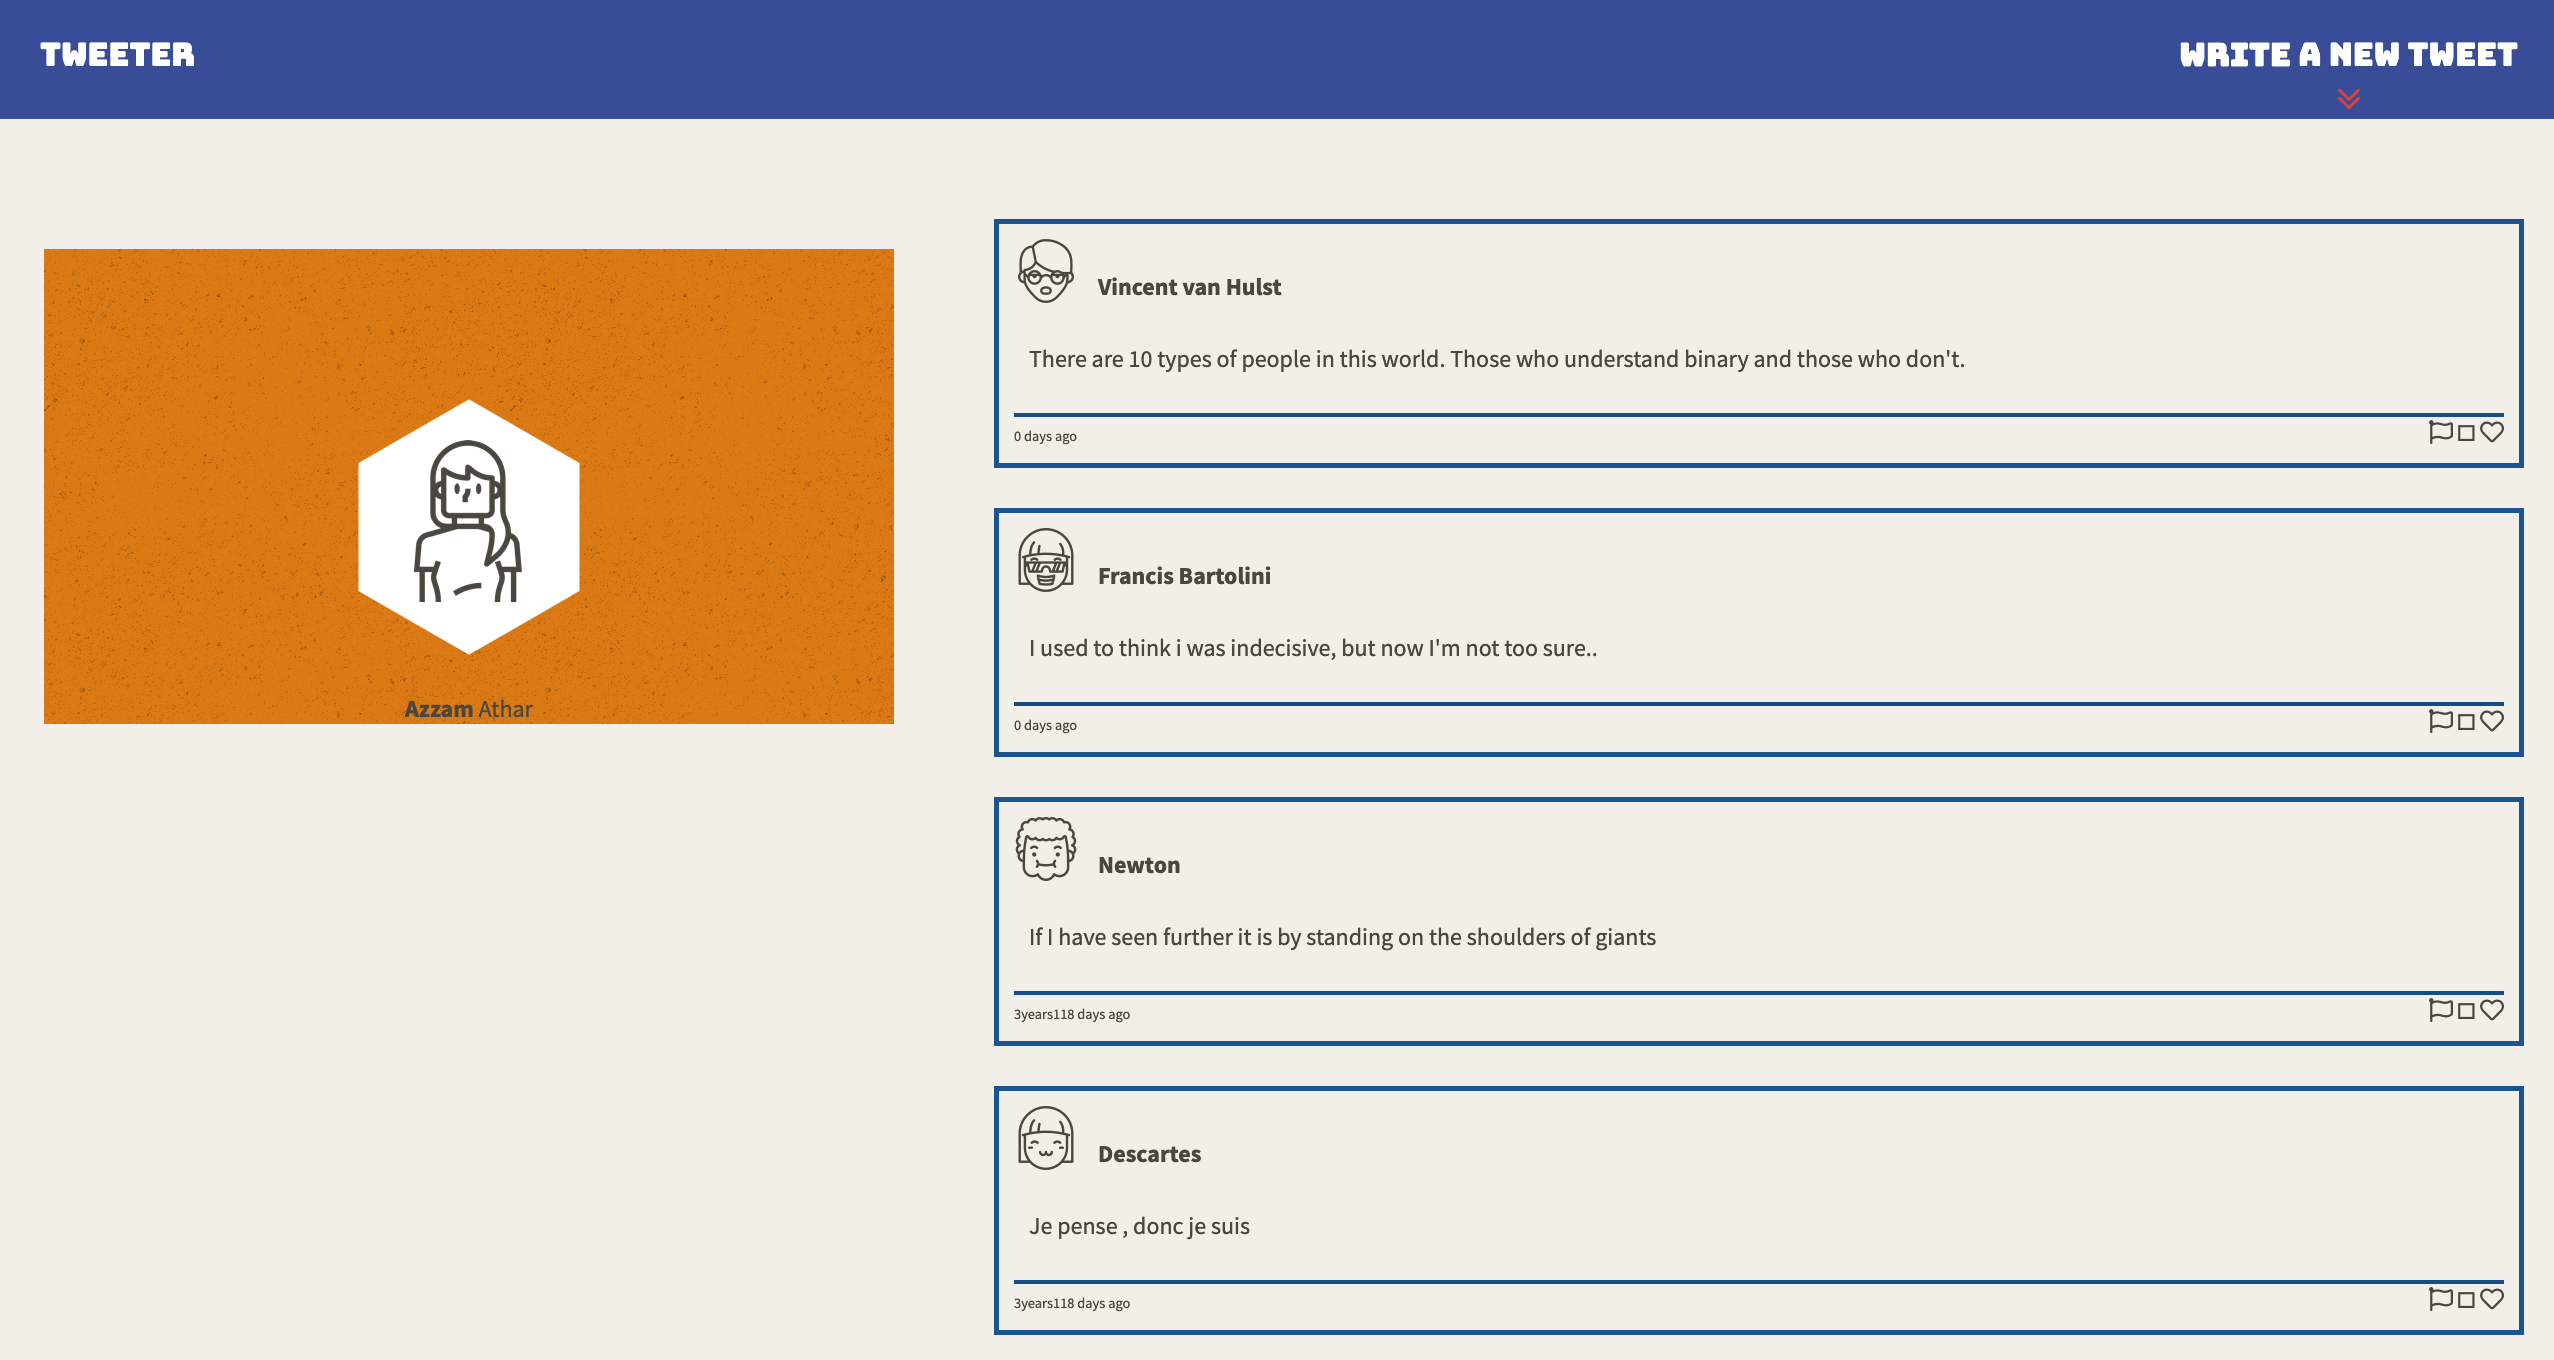 TWEETER
WRITE A NEW TWEET
Azzam Athar
Vincent van Hulst
There are 10 types of people in this world. Those who understand binary and those who don't.
0 days ago
Francis Bartolini
I used to think i was indecisive, but now I'm not too sure..
0 days ago
Newton
If I have seen further it is by standing on the shoulders of giants
3years118 days ago
Descartes
Je pense , donc je suis
3years118 days ago